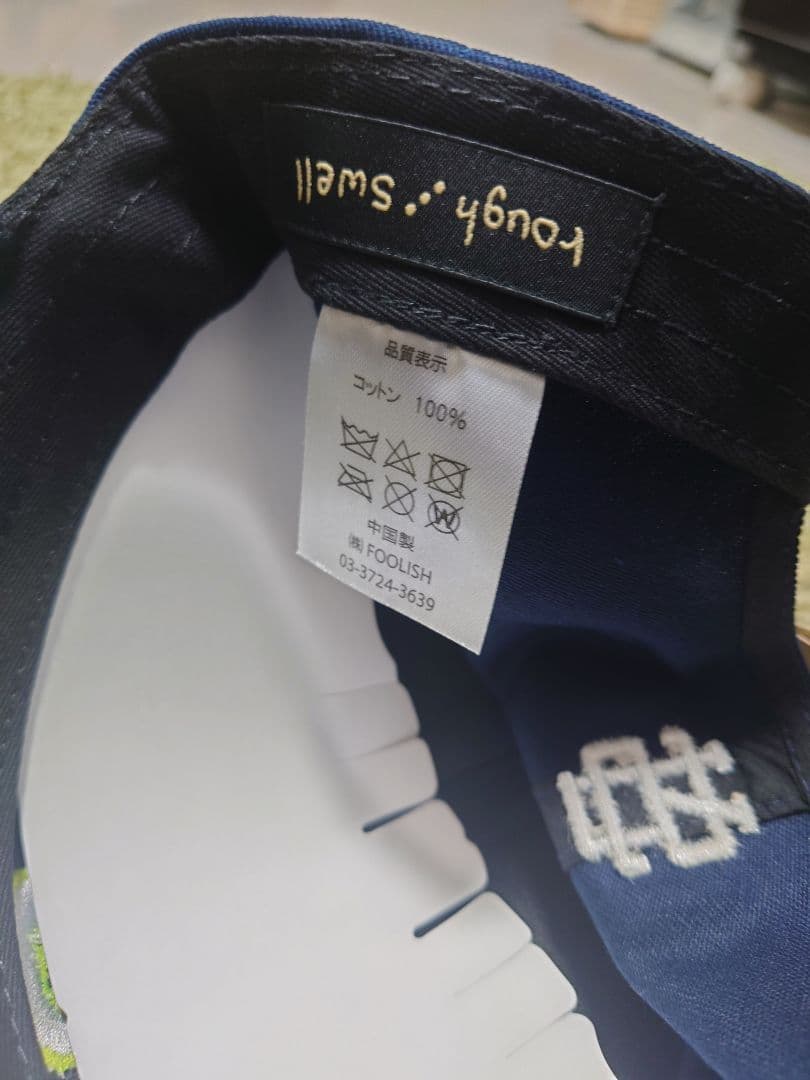 rough & swell
品質表示
コットン 100%
中国製
㈱ FOOLISH
03-3724-3639